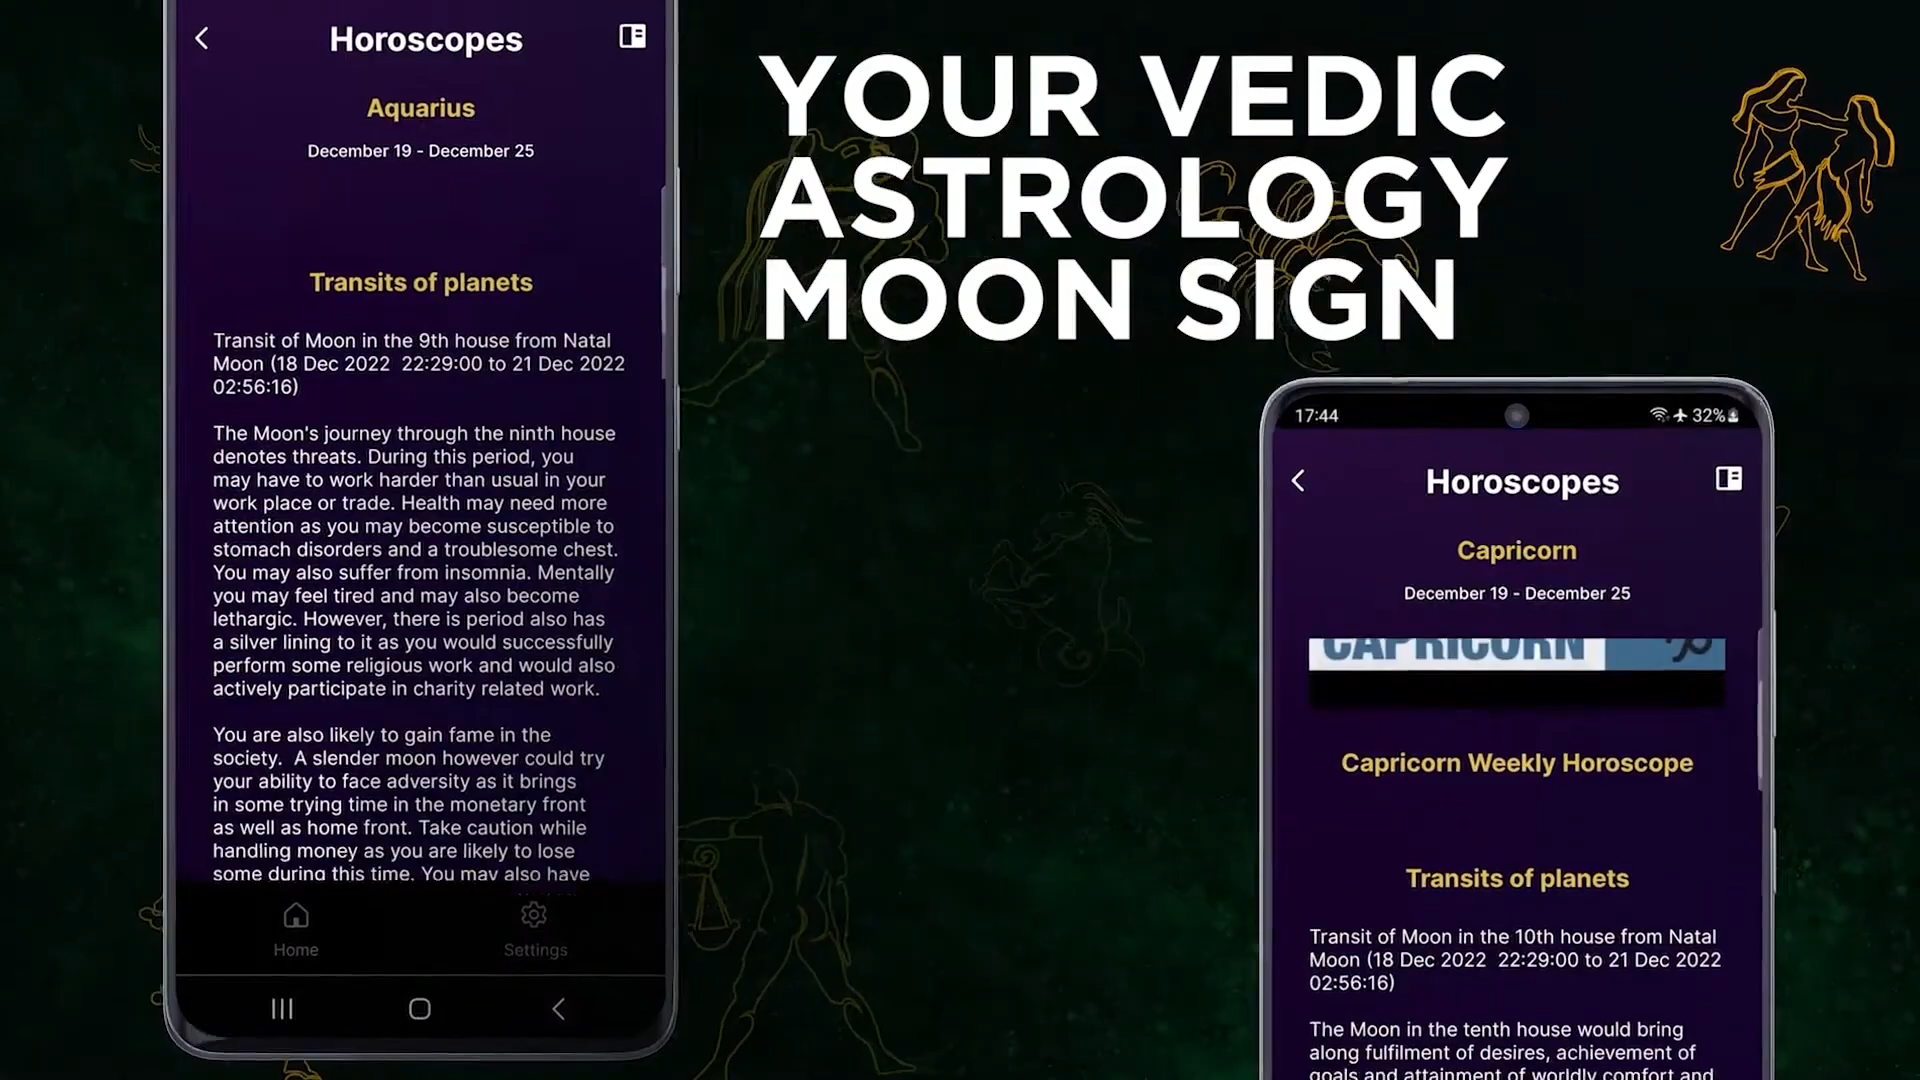 Horoscopes
Aquarius
December 19 - December 25
Transits of planets
Transit of Moon in the 9th house from Natal
Moon (18 Dec 2022  22:29:00 to 21 Dec 2022
02:56:16)
The Moon's journey through the ninth house
denotes threats. During this period, you
may have to work harder than usual in your
work place or trade. Health may need more
attention as you may become susceptible to
stomach disorders and a troublesome chest.
You may also suffer from insomnia. Mentally
you may feel tired and may also become
lethargic. However, there is period also has
a silver lining to it as you would successfully
perform some religious work and would also
actively participate in charity related work.
You are also likely to gain fame in the
society.  A slender moon however could try
your ability to face adversity as it brings
in some trying time in the monetary front
as well as home front. Take caution while
handling money as you are likely to lose
some during this time. You may also have
Home
Settings
YOUR VEDIC
ASTROLOGY
MOON SIGN
17:44
32%
Horoscopes
Capricorn
December 19 - December 25
CAPRICORN
Capricorn Weekly Horoscope
Transits of planets
Transit of Moon in the 10th house from Natal
Moon (18 Dec 2022  22:29:00 to 21 Dec 2022
02:56:16)
The Moon in the tenth house would bring
along fulfilment of desires, achievement of
goals and attainment of worldly comfort and